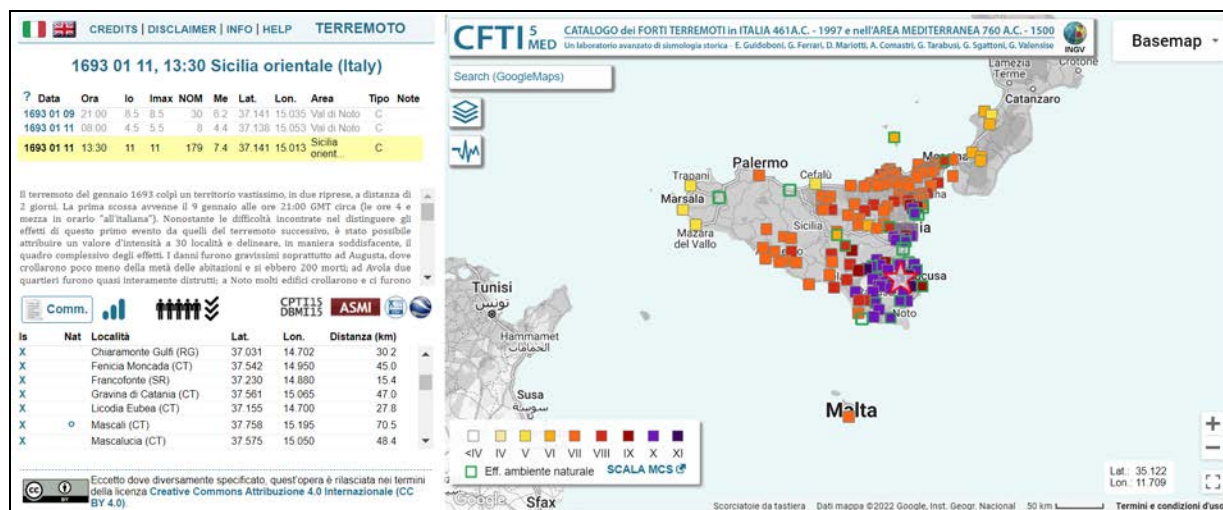 CREDITS | DISCLAIMER | INFO | HELP TERREMOTO
1693 01 11, 13:30 Sicilia orientale (Italy)
? Data Ora Io Imax NOM Me Lat. Lon. Area Tipo Note
1693 01 09 21:00 8.5 8.5 30 6.2 37.141 15.035 Val di Noto C
1693 01 11 08:00 4.5 5.5 8 4.4 37.138 15.053 Val di Noto C
1693 01 11 13:30 11 11 179 7.4 37.141 15.013 Sicilia orient... C
Il terremoto del gennaio 1693 colpì un territorio vastissimo, in due riprese, a distanza di
2 giorni. La prima scossa avvenne il 9 gennaio alle ore 21:00 GMT circa (le ore 4 e
mezza in orario "all'italiana"). Nonostante le difficoltà incontrate nel distinguere gli
effetti di questo primo evento da quelli del terremoto successivo, è stato possibile
attribuire un valore d'intensità a 30 località e delineare, in maniera soddisfacente, il
quadro complessivo degli effetti. I danni furono gravissimi soprattutto ad Augusta, dove
crollarono poco meno della metà delle abitazioni e si ebbero 200 morti; ad Avola due
quartieri furono quasi interamente distrutti; a Noto molti edifici crollarono e ci furono
Comm. CPTI15 DBMI15 ASMI
Is Nat Località Lat. Lon. Distanza (km)
X Chiaramonte Gulfi (RG) 37.031 14.702 30.2
X Fenicia Moncada (CT) 37.542 14.950 45.0
X Francofonte (SR) 37.230 14.880 15.4
X Gravina di Catania (CT) 37.561 15.065 47.0
X Licodia Eubea (CT) 37.155 14.700 27.8
X Mascali (CT) 37.758 15.195 70.5
X Mascalucia (CT) 37.575 15.050 48.4
cc BY
Eccetto dove diversamente specificato, quest'opera è rilasciata nei termini
della licenza Creative Commons Attribuzione 4.0 Internazionale (CC
BY 4.0).
CFTI 5 MED
CATALOGO dei FORTI TERREMOTI in ITALIA 461 A.C. - 1997 e nell'AREA MEDITERRANEA 760 A.C. - 1500
Un laboratorio avanzato di sismologia storica - E. Guidoboni, G. Ferrari, D. Mariotti, A. Comastri, G. Tarabusi, G. Sgattoni, G. Valensise
INGV
Basemap
Search (GoogleMaps)
Lamezia Terme
Crotone
Catanzaro
Palermo
Trapani
Cefalù
Marsala
Mazara del Vallo
Sicilia
Noto
Tunisi
تونس
Hammamet
الحمامات
Susa
سوسة
Malta
Sfax
<IV IV V VI VII VIII IX X XI
Eff. ambiente naturale SCALA MCS
Lat.: 35.122
Lon.: 11.709
Google
Scorciatoie da tastiera Dati mappa ©2022 Google, Inst. Geogr. Nacional 50 km Termini e condizioni d'uso